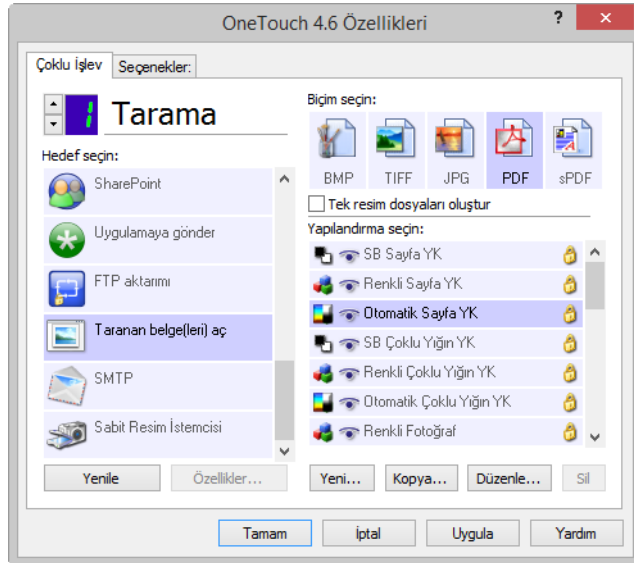 OneTouch 4.6 Özellikleri
?
Çoklu İşlev
Seçenekler:
1
Tarama
Hedef seçin:
SharePoint
Uygulamaya gönder
FTP aktarımı
Taranan belge(leri) aç
SMTP
Sabit Resim İstemcisi
Yenile
Özellikler...
Biçim seçin:
BMP
TIFF
JPG
PDF
sPDF
Tek resim dosyaları oluştur
Yapılandırma seçin:
SB Sayfa YK
Renkli Sayfa YK
Otomatik Sayfa YK
SB Çoklu Yığın YK
Renkli Çoklu Yığın YK
Otomatik Çoklu Yığın YK
Renkli Fotoğraf
Yeni...
Kopya...
Düzenle...
Sil
Tamam
İptal
Uygula
Yardım